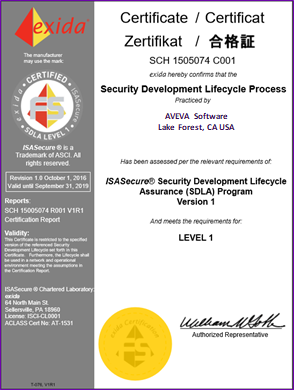 exida®
The manufacturer
may use the mark:
CERTIFIED
exida ISASecure
SDLA LEVEL 1
ISASecure ® is a
Trademark of ASCI. All
rights reserved.
Revision 1.0 October 1, 2016
Valid until September 31, 2019
Reports:
SCH 1505074 R001 V1R1
Certification Report
Validity:
This Certificate is restricted to the specified
version of the referenced Security
Development Lifecycle set forth in this
Certificate. Furthermore, the Lifecycle shall
be used in a network and operational
environment meeting the assumptions in
the Certification Report.
ISASecure ® Chartered Laboratory:
exida
64 North Main St.
Sellersville, PA 18960
License: ISCI-CL0001
ACLASS Cert No: AT-1531
T-079, V1R1
Certificate / Certificat
Zertifikat / 合格証
SCH 1505074 C001
exida hereby confirms that the
Security Development Lifecycle Process
Practiced by
AVEVA Software
Lake Forest, CA USA
Has been assessed per the relevant requirements of:
ISASecure® Security Development Lifecycle
Assurance (SDLA) Program
Version 1
And meets the requirements for:
LEVEL 1
exida Certification
Authorized Representative